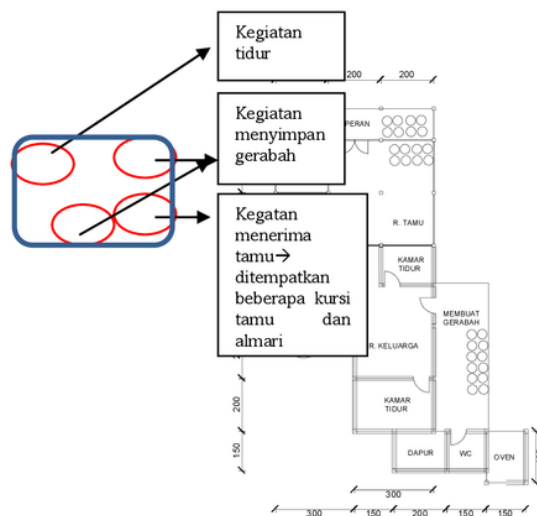 Kegiatan
tidur
200
200
Kegiatan
menyimpan
gerabah
PERAN
R. TAMU
Kegatan
menerima
tamu→
ditempatkan
beberapa kursi
tamu dan
almari
KAMAR
TIDUR
MEMBUAT
GERABAH
R. KELUARGA
KAMAR
TIDUR
200
150
DAPUR
WC
OVEN
300
300
150
200
150
150